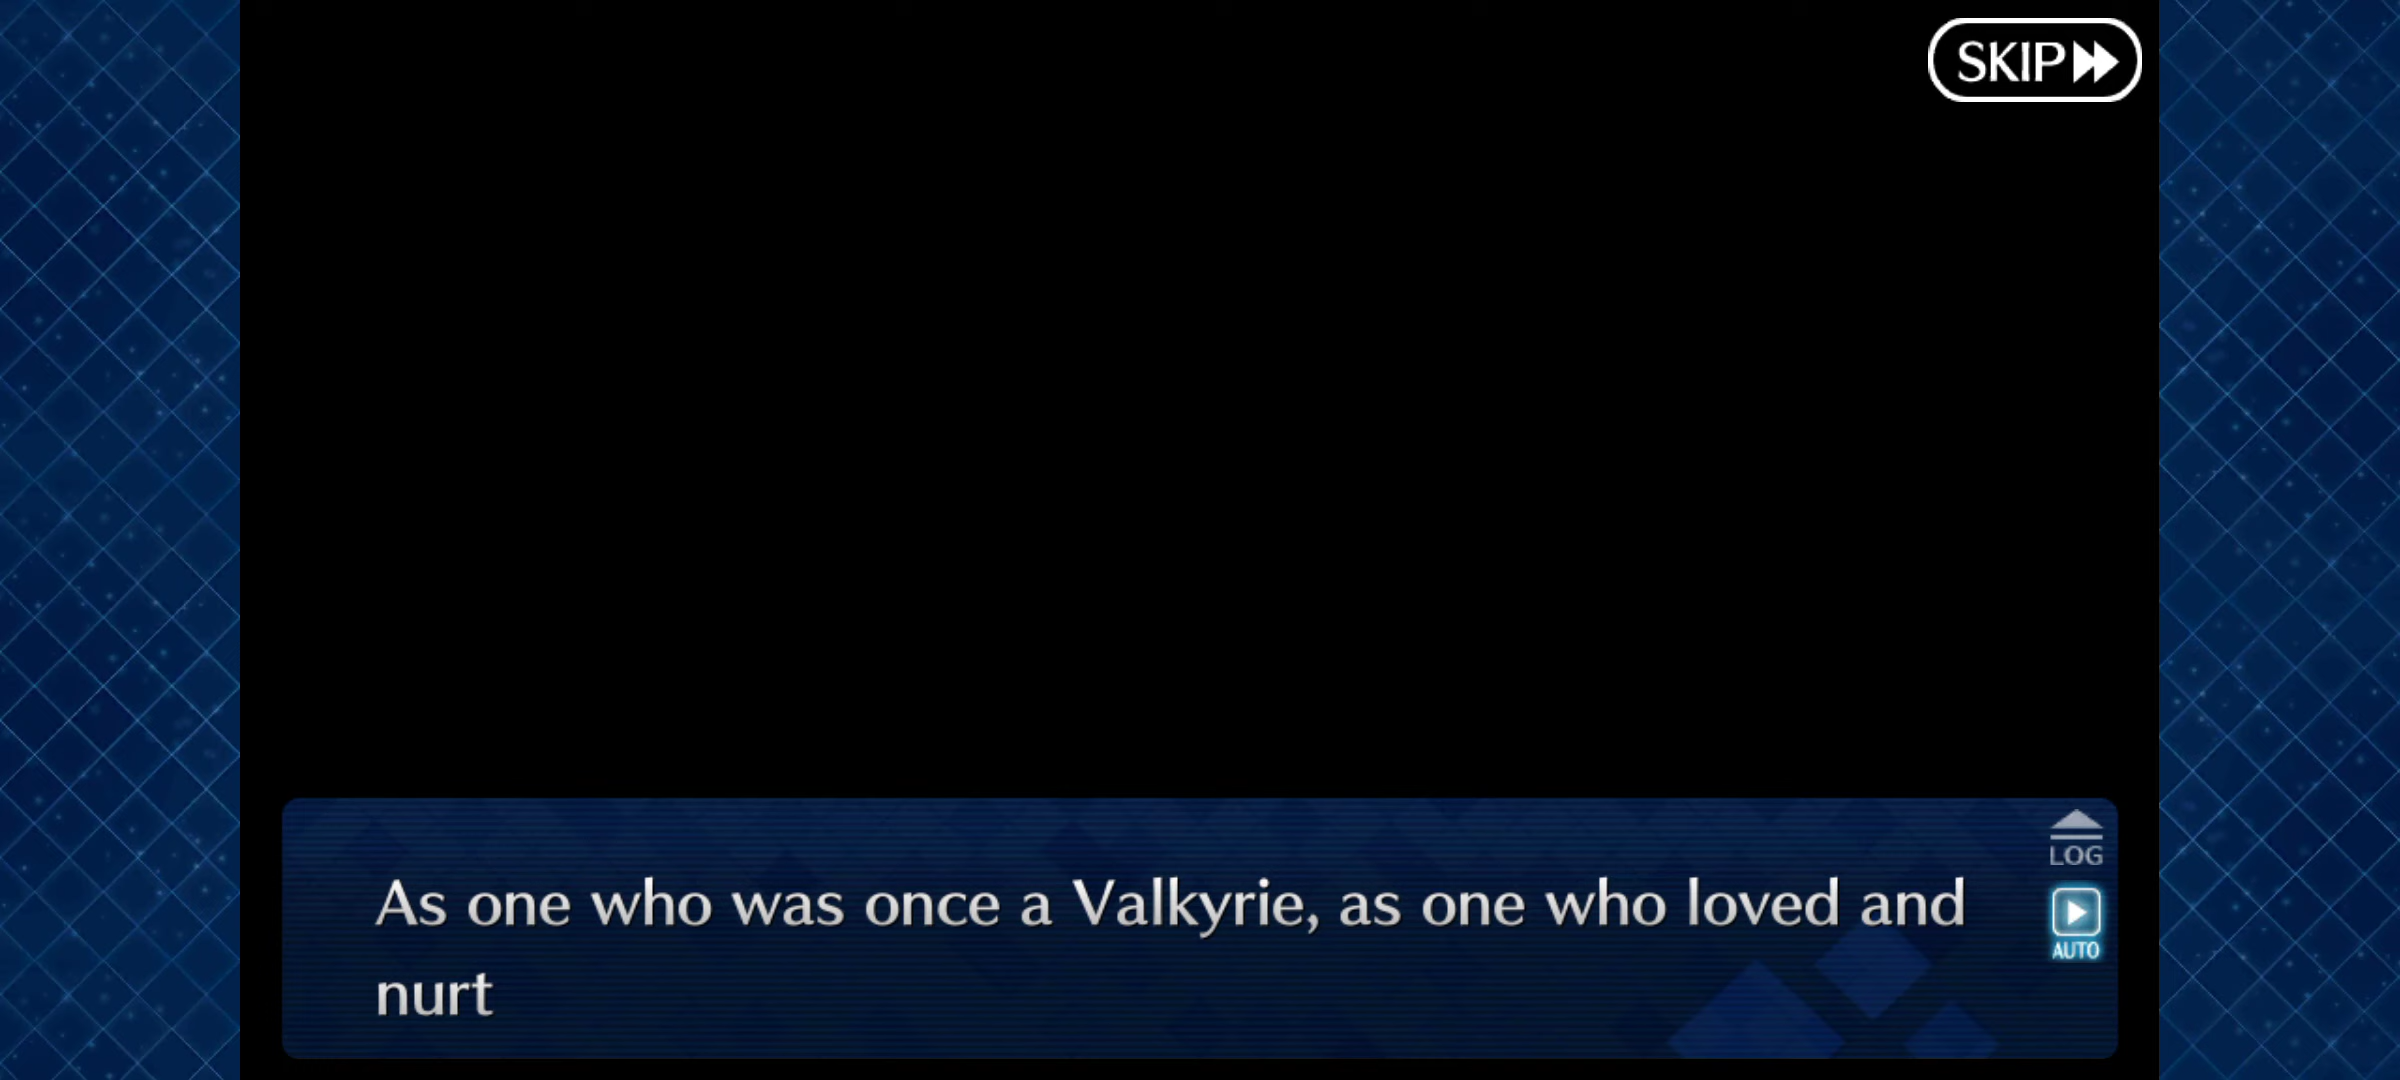 SKIP
LOG
As one who was once a Valkyrie, as one who loved and
nurt
AUTO